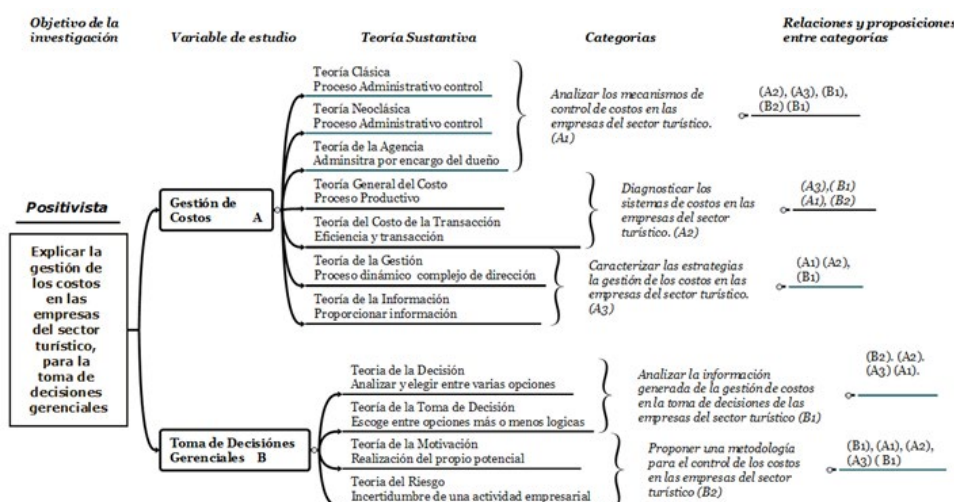 Objetivo de la
investigación
Variable de estudio
Teoría Sustantiva
Categorias
Relaciones y proposiciones
entre categorías
Positivista
Explicar la
gestión de
los costos
en las
empresas
del sector
turístico,
para la
toma de
decisiones
gerenciales
Gestión de
Costos A
Teoría Clásica
Proceso Administrativo control
Teoría Neoclásica
Proceso Administrativo control
Teoría de la Agencia
Adminsitra por encargo del dueño
Analizar los mecanismos de
control de costos en las
empresas del sector turístico.
(A1)
(A2), (A3), (B1),
(B2) (B1)
Teoría General del Costo
Proceso Productivo
Teoría del Costo de la Transacción
Eficiencia y transacción
Diagnosticar los
sistemas de costos en las
empresas del sector
turístico. (A2)
(A3),( B1)
(A1), (B2)
Teoría de la Gestión
Proceso dinámico complejo de dirección
Teoría de la Información
Proporcionar información
Caracterizar las estrategias
la gestión de los costos en las
empresas del sector turístico.
(A3)
(A1) (A2),
(B1)
Toma de Decisiónes
Gerenciales B
Teoria de la Decisión
Analizar y elegir entre varias opciones
Teoría de la Toma de Decisión
Escoge entre opciones más o menos logicas
Analizar la información
generada de la gestión de costos
en la toma de decisiones de las
empresas del sector turístico (B1)
(B2). (A2).
(A3) (A1).
Teoría de la Motivación
Realización del propio potencial
Teoria del Riesgo
Incertidumbre de una actividad empresarial
Proponer una metodología
para el control de los costos
en las empresas del sector
turístico (B2)
(B1), (A1), (A2),
(A3) ( B1)